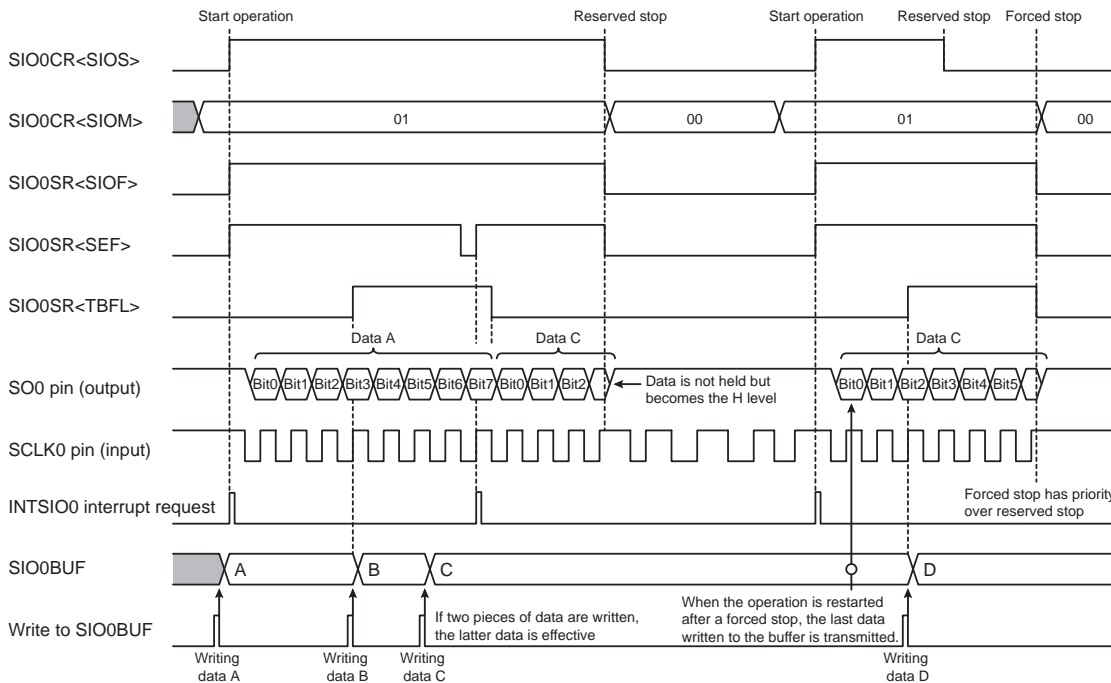 Start operation Reserved stop Start operation Reserved stop Forced stop
SIO0CR<SIOS>
SIO0CR<SIOM> 01 00 01 00
SIO0SR<SIOF>
SIO0SR<SEF>
SIO0SR<TBFL>
Data A Data C Data C
SO0 pin (output) Bit0 Bit1 Bit2 Bit3 Bit4 Bit5 Bit6 Bit7 Bit0 Bit1 Bit2 Bit0 Bit1 Bit2 Bit3 Bit4 Bit5
Data is not held but
becomes the H level
SCLK0 pin (input)
INTSIO0 interrupt request
Forced stop has priority
over reserved stop
SIO0BUF A B C D
Write to SIO0BUF
If two pieces of data are written,
the latter data is effective
When the operation is restarted
after a forced stop, the last data
written to the buffer is transmitted.
Writing
data A
Writing
data B
Writing
data C
Writing
data D